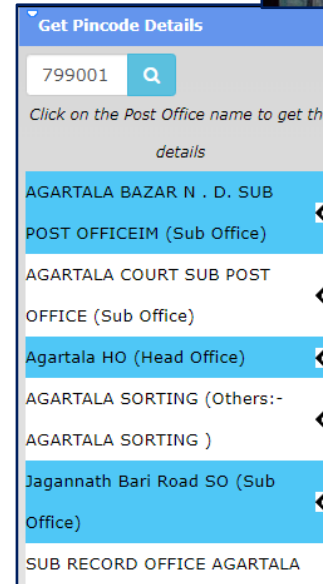 Get Pincode Details
799001
Click on the Post Office name to get th
details
AGARTALA BAZAR N . D. SUB
POST OFFICEIM (Sub Office)
AGARTALA COURT SUB POST
OFFICE (Sub Office)
Agartala HO (Head Office)
AGARTALA SORTING (Others:-
AGARTALA SORTING )
Jagannath Bari Road SO (Sub
Office)
SUB RECORD OFFICE AGARTALA